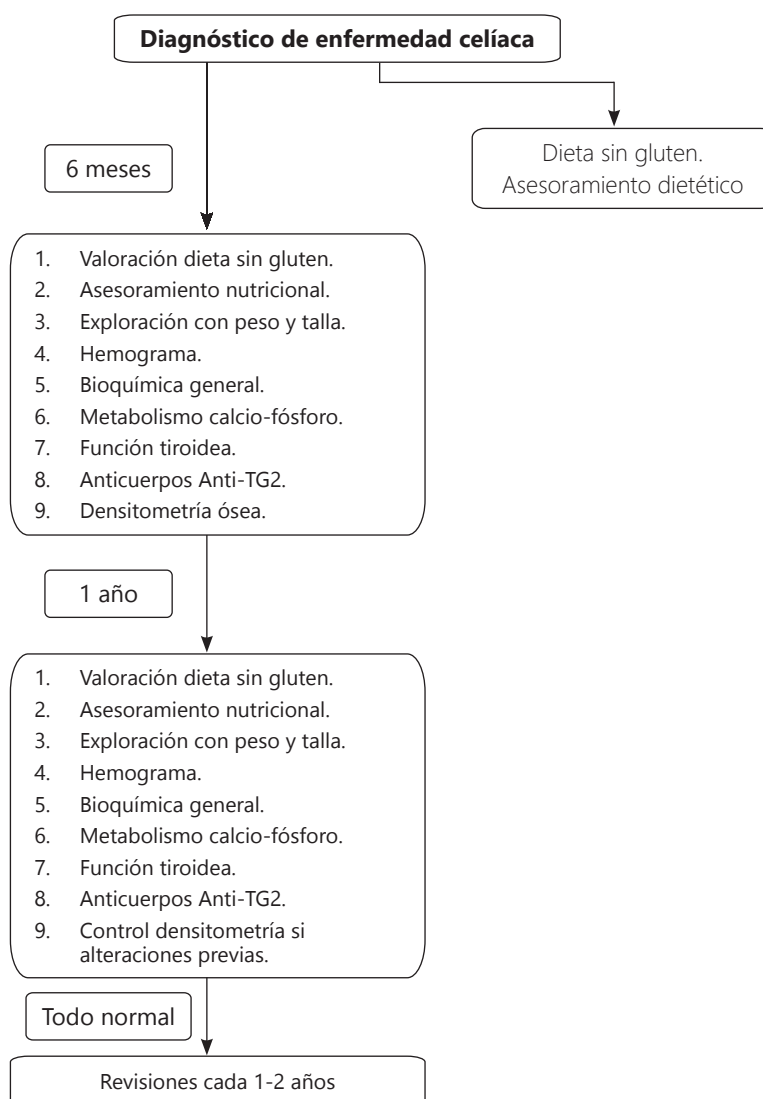 Diagnóstico de enfermedad celíaca
Dieta sin gluten.
Asesoramiento dietético
6 meses
1. Valoración dieta sin gluten.
2. Asesoramiento nutricional.
3. Exploración con peso y talla.
4. Hemograma.
5. Bioquímica general.
6. Metabolismo calcio-fósforo.
7. Función tiroidea.
8. Anticuerpos Anti-TG2.
9. Densitometría ósea.
1 año
1. Valoración dieta sin gluten.
2. Asesoramiento nutricional.
3. Exploración con peso y talla.
4. Hemograma.
5. Bioquímica general.
6. Metabolismo calcio-fósforo.
7. Función tiroidea.
8. Anticuerpos Anti-TG2.
9. Control densitometría si
alteraciones previas.
Todo normal
Revisiones cada 1-2 años